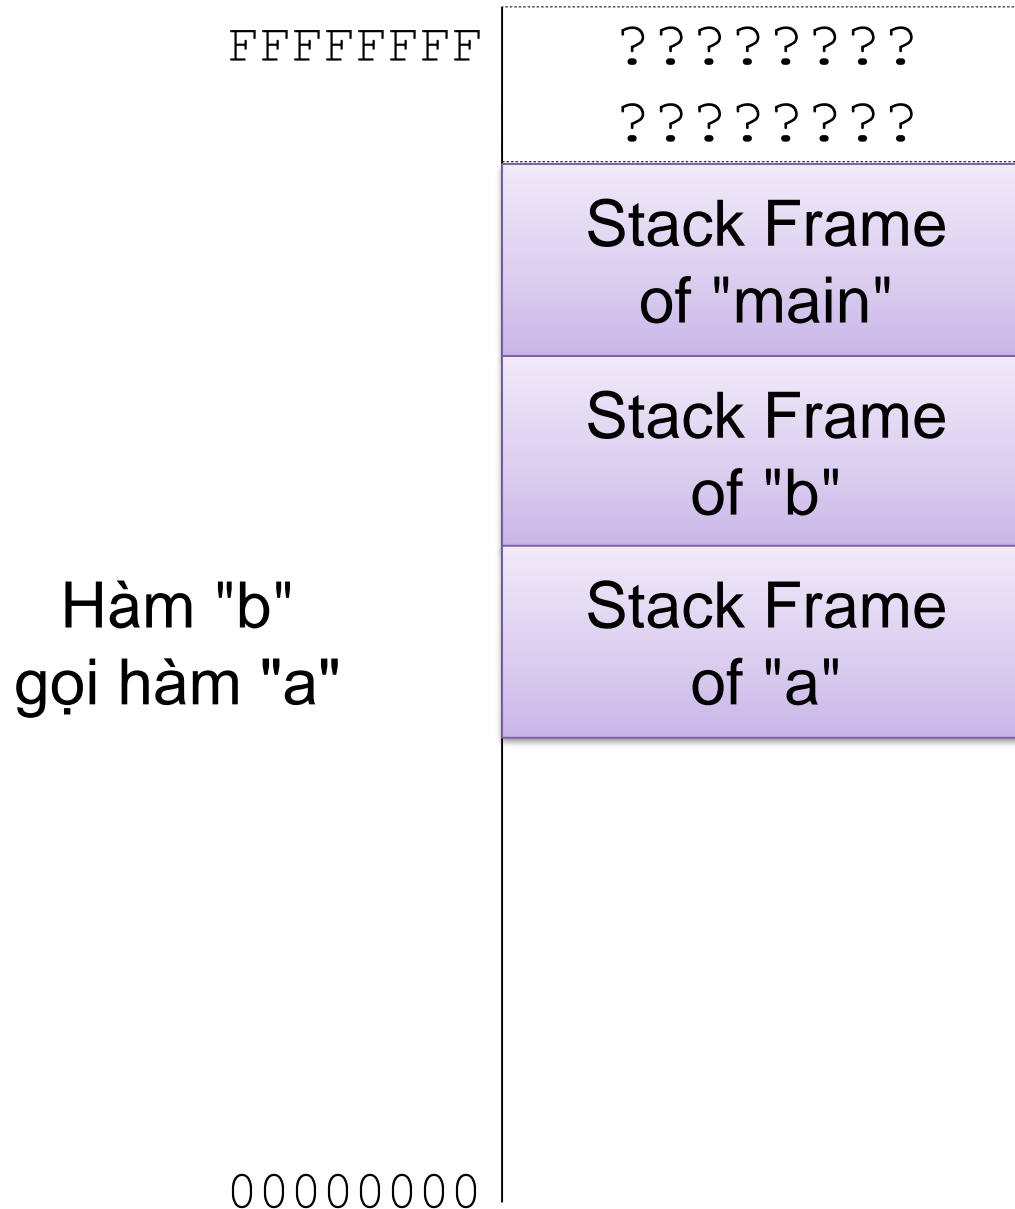 FFFFFFFF
????????
????????
Stack Frame
of "main"
Stack Frame
of "b"
Hàm "b"
gọi hàm "a"
Stack Frame
of "a"
00000000